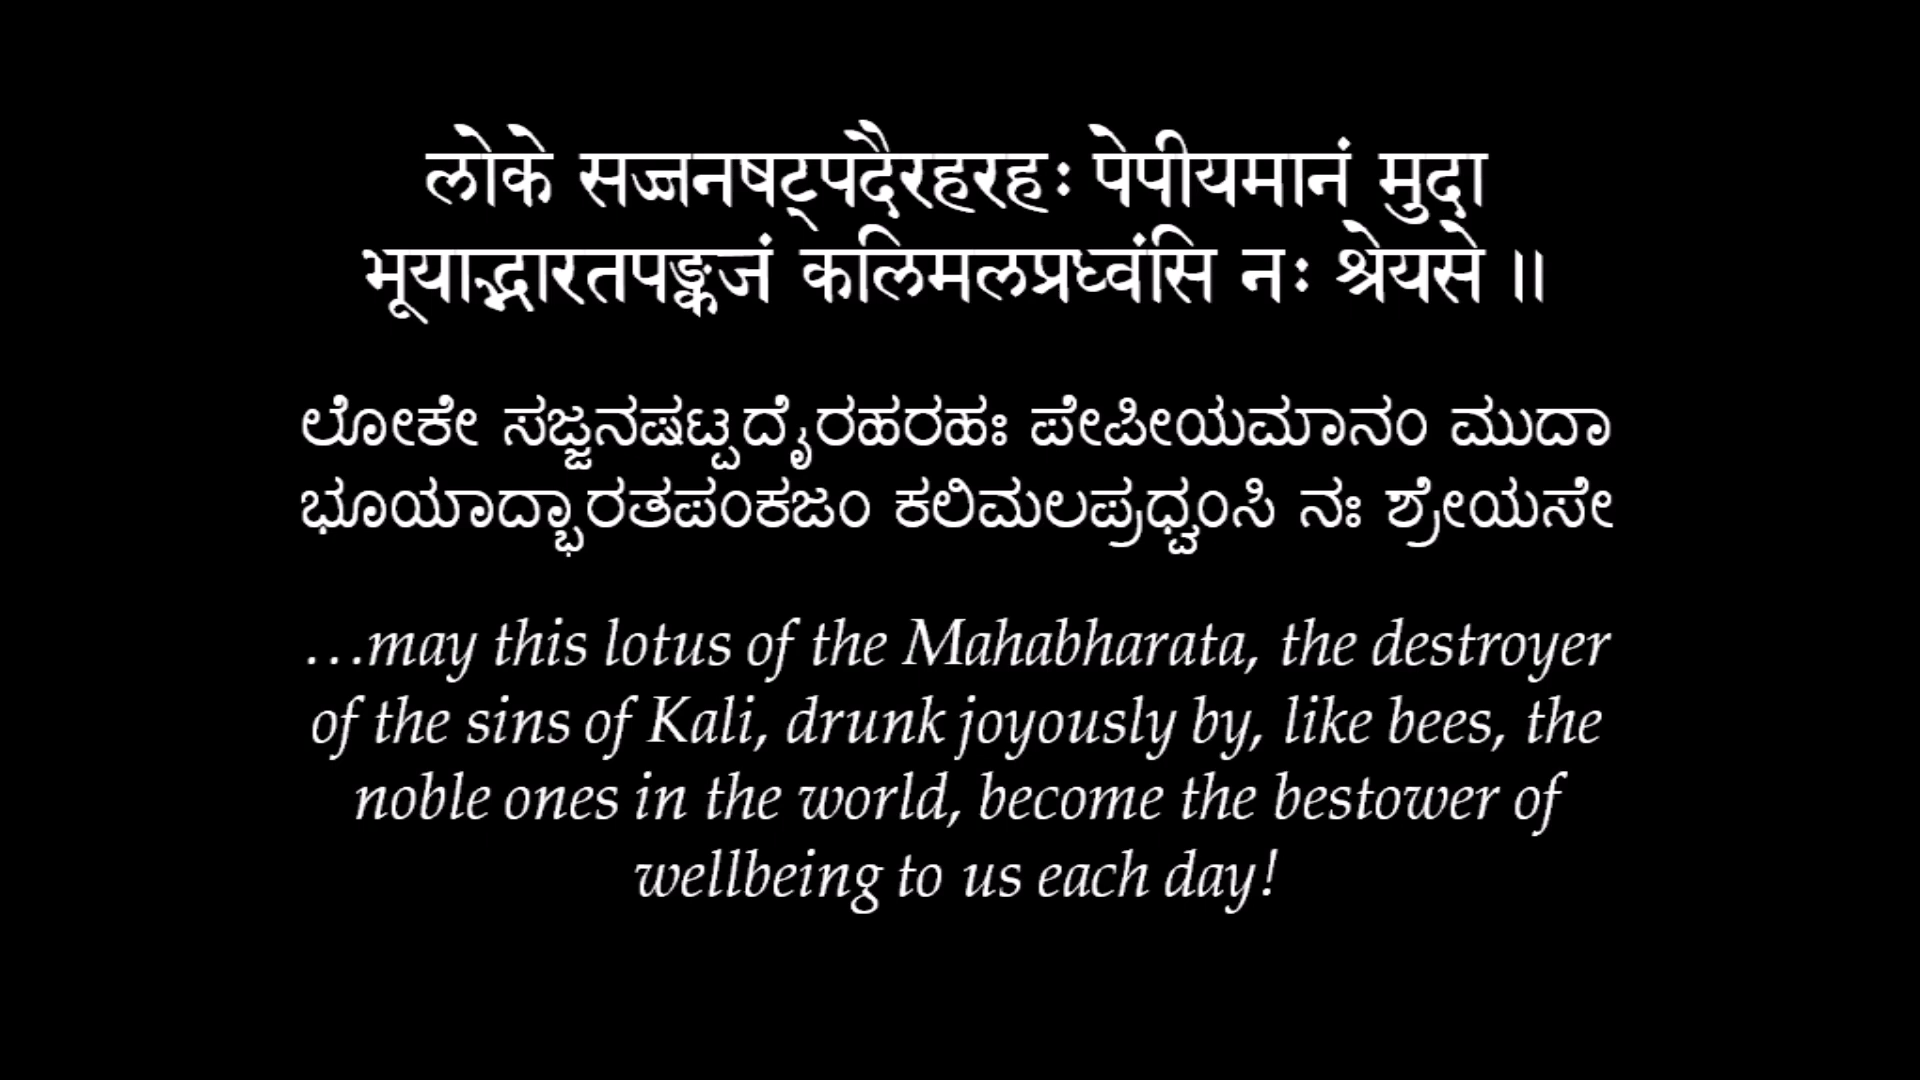 लोके सज्जनषट्पदैरहरहः पेपीयमानं मुदा
भूयाद्भारतपङ्कजं कलिमलप्रध्वंसि नः श्रेयसे ॥
ಲೋಕೇ ಸಜ್ಜನಷಟ್ಪದೈರಹರಹಃ ಪೇಪೀಯಮಾನಂ ಮುದಾ
ಭೂಯಾದ್ಭಾರತಪಂಕಜಂ ಕಲಿಮಲಪ್ರಧ್ವಂಸಿ ನಃ ಶ್ರೇಯಸೇ
…may this lotus of the Mahabharata, the destroyer
of the sins of Kali, drunk joyously by, like bees, the
noble ones in the world, become the bestower of
wellbeing to us each day!